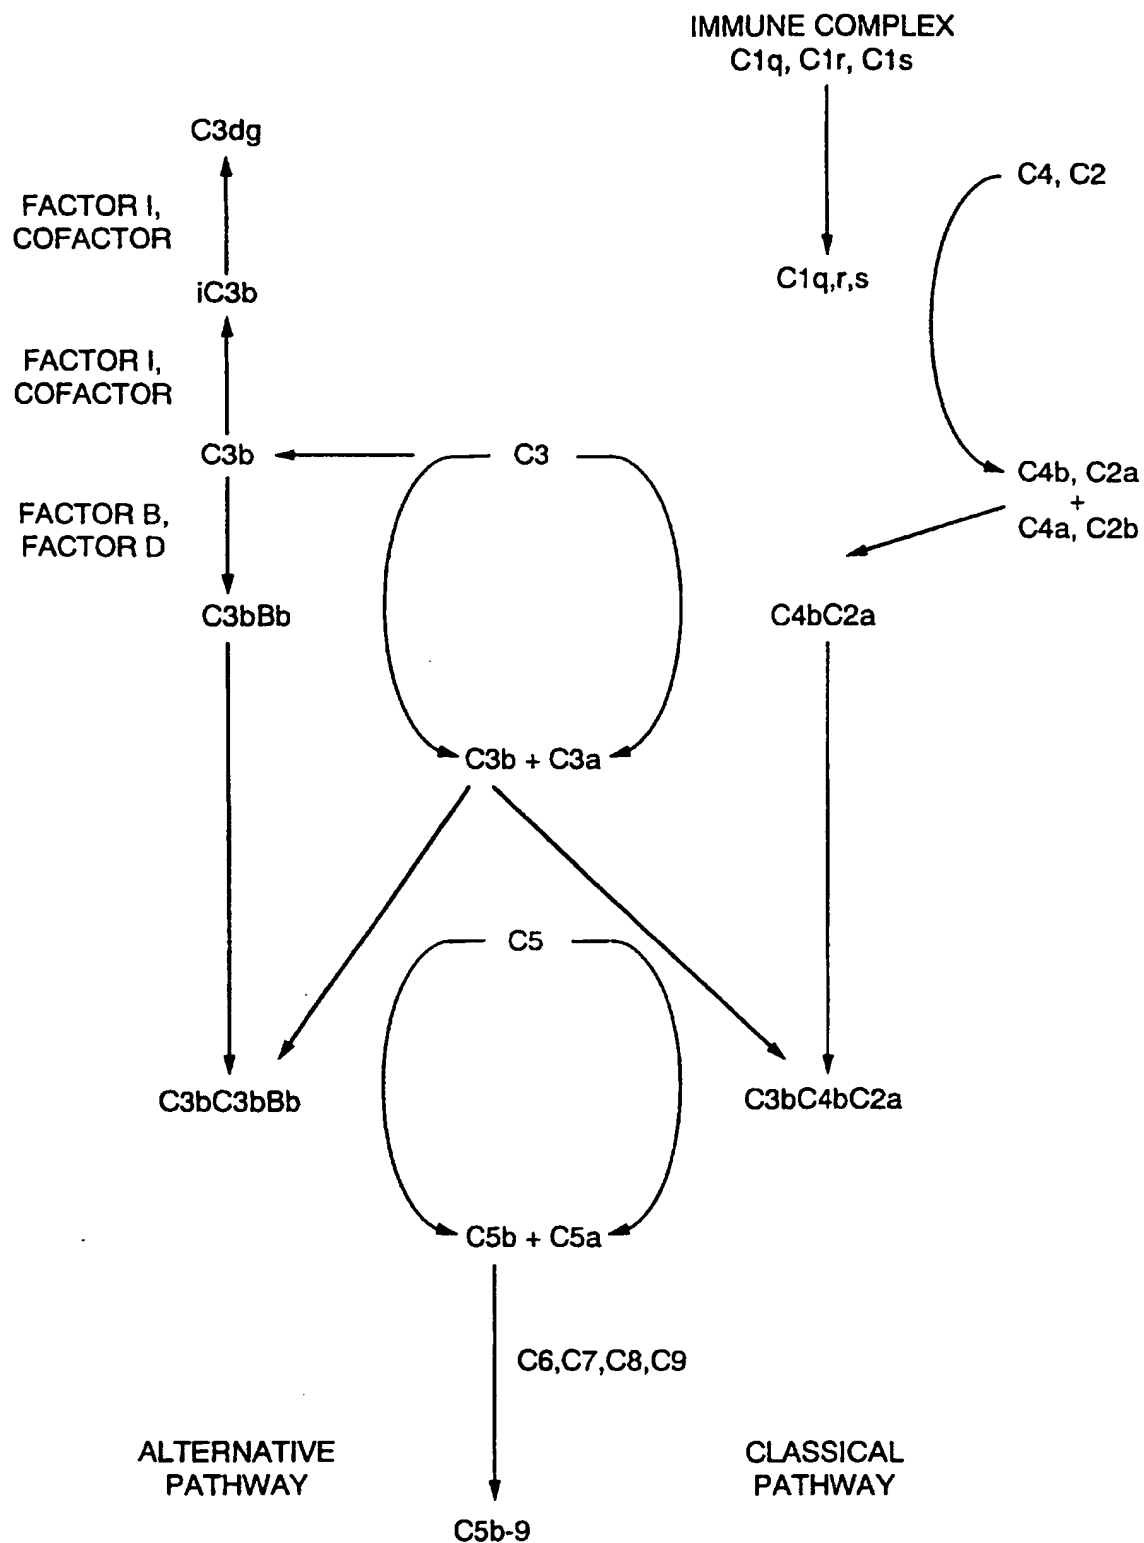 IMMUNE COMPLEX
C1q, C1r, C1s
C3dg
C4, C2
FACTOR I,
COFACTOR
C1q,r,s
iC3b
FACTOR I,
COFACTOR
C3b
C3
C4b, C2a
+
C4a, C2b
FACTOR B,
FACTOR D
C3bBb
C4bC2a
C3b + C3a
C5
C3bC3bBb
C3bC4bC2a
C5b + C5a
C6,C7,C8,C9
ALTERNATIVE
PATHWAY
CLASSICAL
PATHWAY
C5b-9